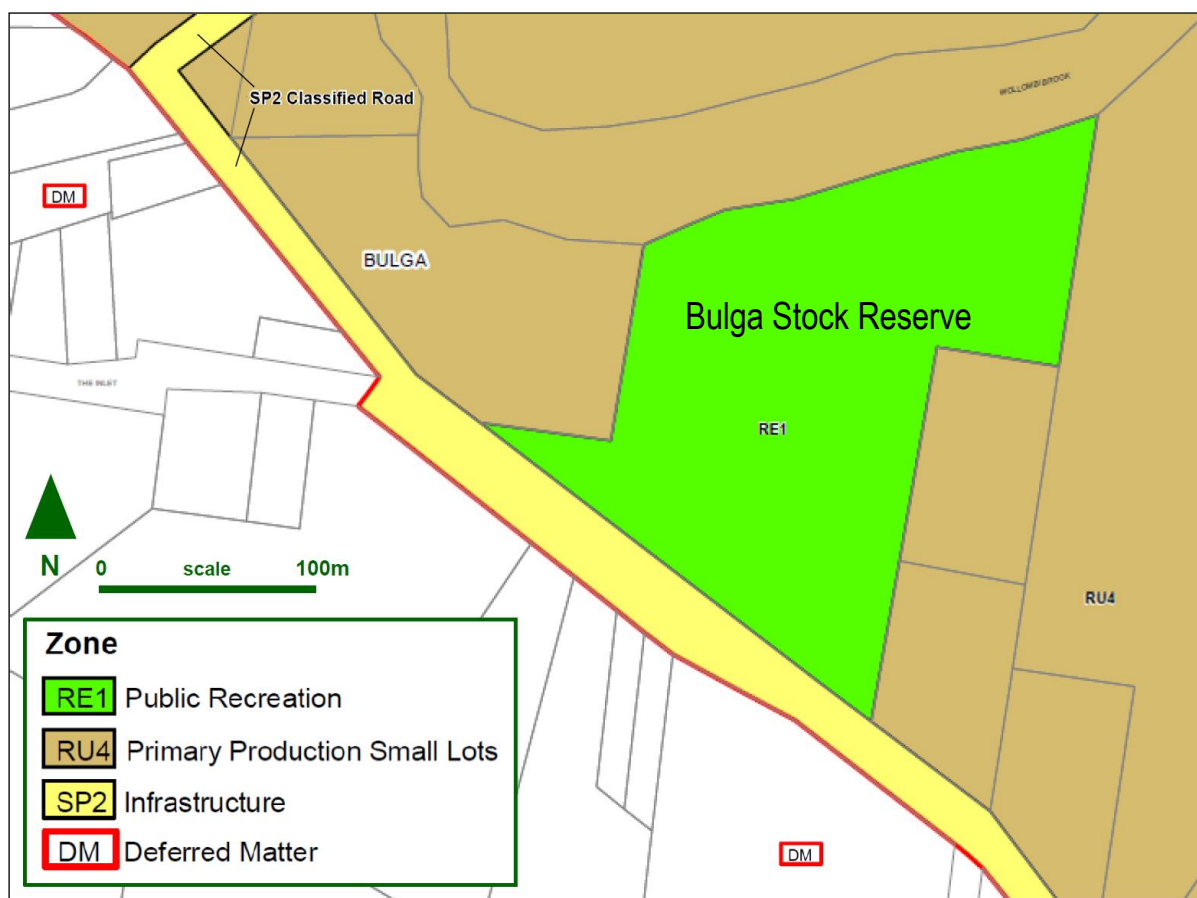 SP2 Classified Road
WOLLOMBI BROOK
DM
BULGA
Bulga Stock Reserve
THE INLET
RE1
N
0 scale 100m
RU4
Zone
RE1 Public Recreation
RU4 Primary Production Small Lots
SP2 Infrastructure
DM Deferred Matter
DM